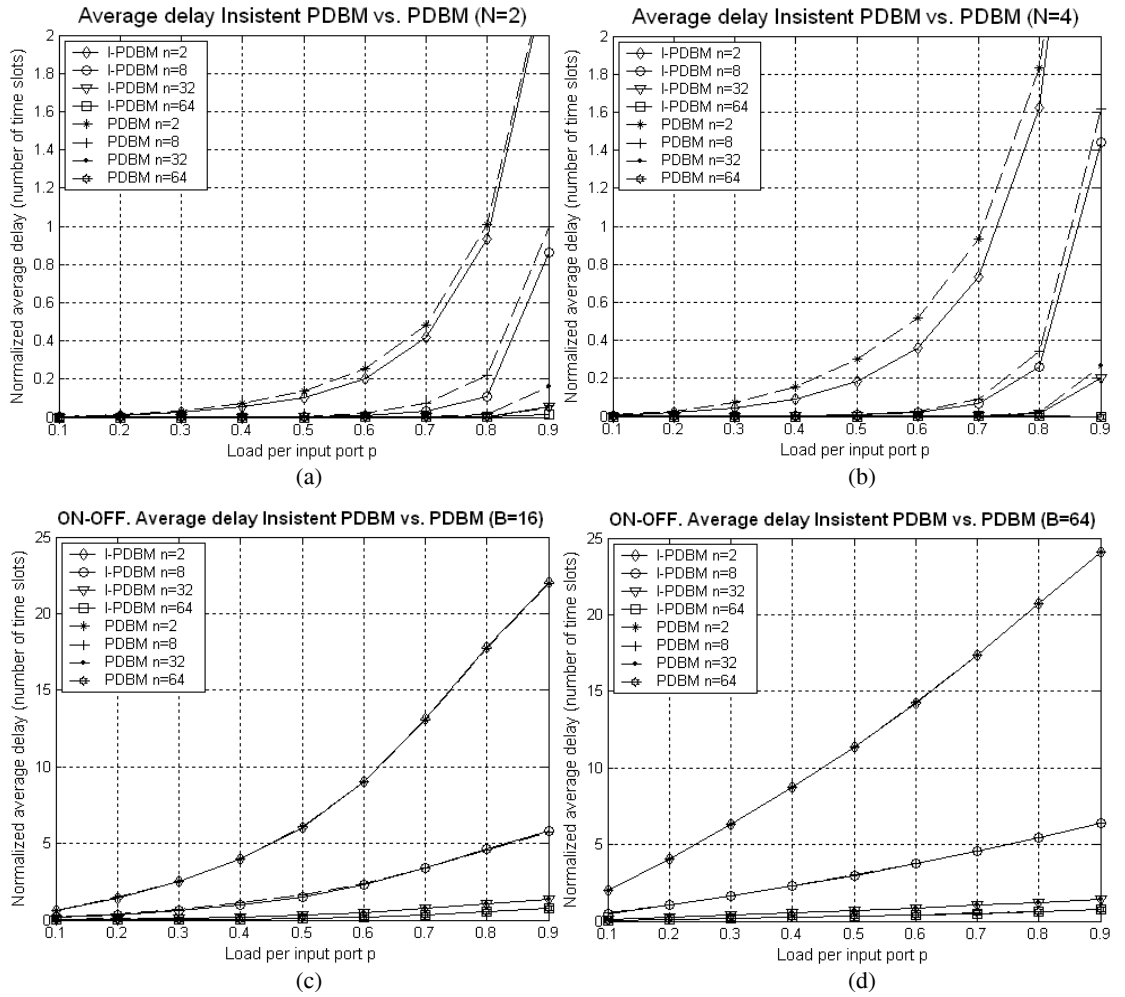 Average delay Insistent PDBM vs. PDBM (N=2)
Normalized average delay (number of time slots)
2
1.8
1.6
1.4
1.2
1
0.8
0.6
0.4
0.2
0
I-PDBM n=2
I-PDBM n=8
I-PDBM n=32
I-PDBM n=64
PDBM n=2
PDBM n=8
PDBM n=32
PDBM n=64
0.1 0.2 0.3 0.4 0.5 0.6 0.7 0.8 0.9
Load per input port p
(a)
Average delay Insistent PDBM vs. PDBM (N=4)
Normalized average delay (number of time slots)
2
1.8
1.6
1.4
1.2
1
0.8
0.6
0.4
0.2
0
I-PDBM n=2
I-PDBM n=8
I-PDBM n=32
I-PDBM n=64
PDBM n=2
PDBM n=8
PDBM n=32
PDBM n=64
0.1 0.2 0.3 0.4 0.5 0.6 0.7 0.8 0.9
Load per input port p
(b)
ON-OFF. Average delay Insistent PDBM vs. PDBM (B=16)
Normalized average delay (number of time slots)
25
20
15
10
5
0
I-PDBM n=2
I-PDBM n=8
I-PDBM n=32
I-PDBM n=64
PDBM n=2
PDBM n=8
PDBM n=32
PDBM n=64
0.1 0.2 0.3 0.4 0.5 0.6 0.7 0.8 0.9
Load per input port p
(c)
ON-OFF. Average delay Insistent PDBM vs. PDBM (B=64)
Normalized average delay (number of time slots)
25
20
15
10
5
0
I-PDBM n=2
I-PDBM n=8
I-PDBM n=32
I-PDBM n=64
PDBM n=2
PDBM n=8
PDBM n=32
PDBM n=64
0.1 0.2 0.3 0.4 0.5 0.6 0.7 0.8 0.9
Load per input port p
(d)